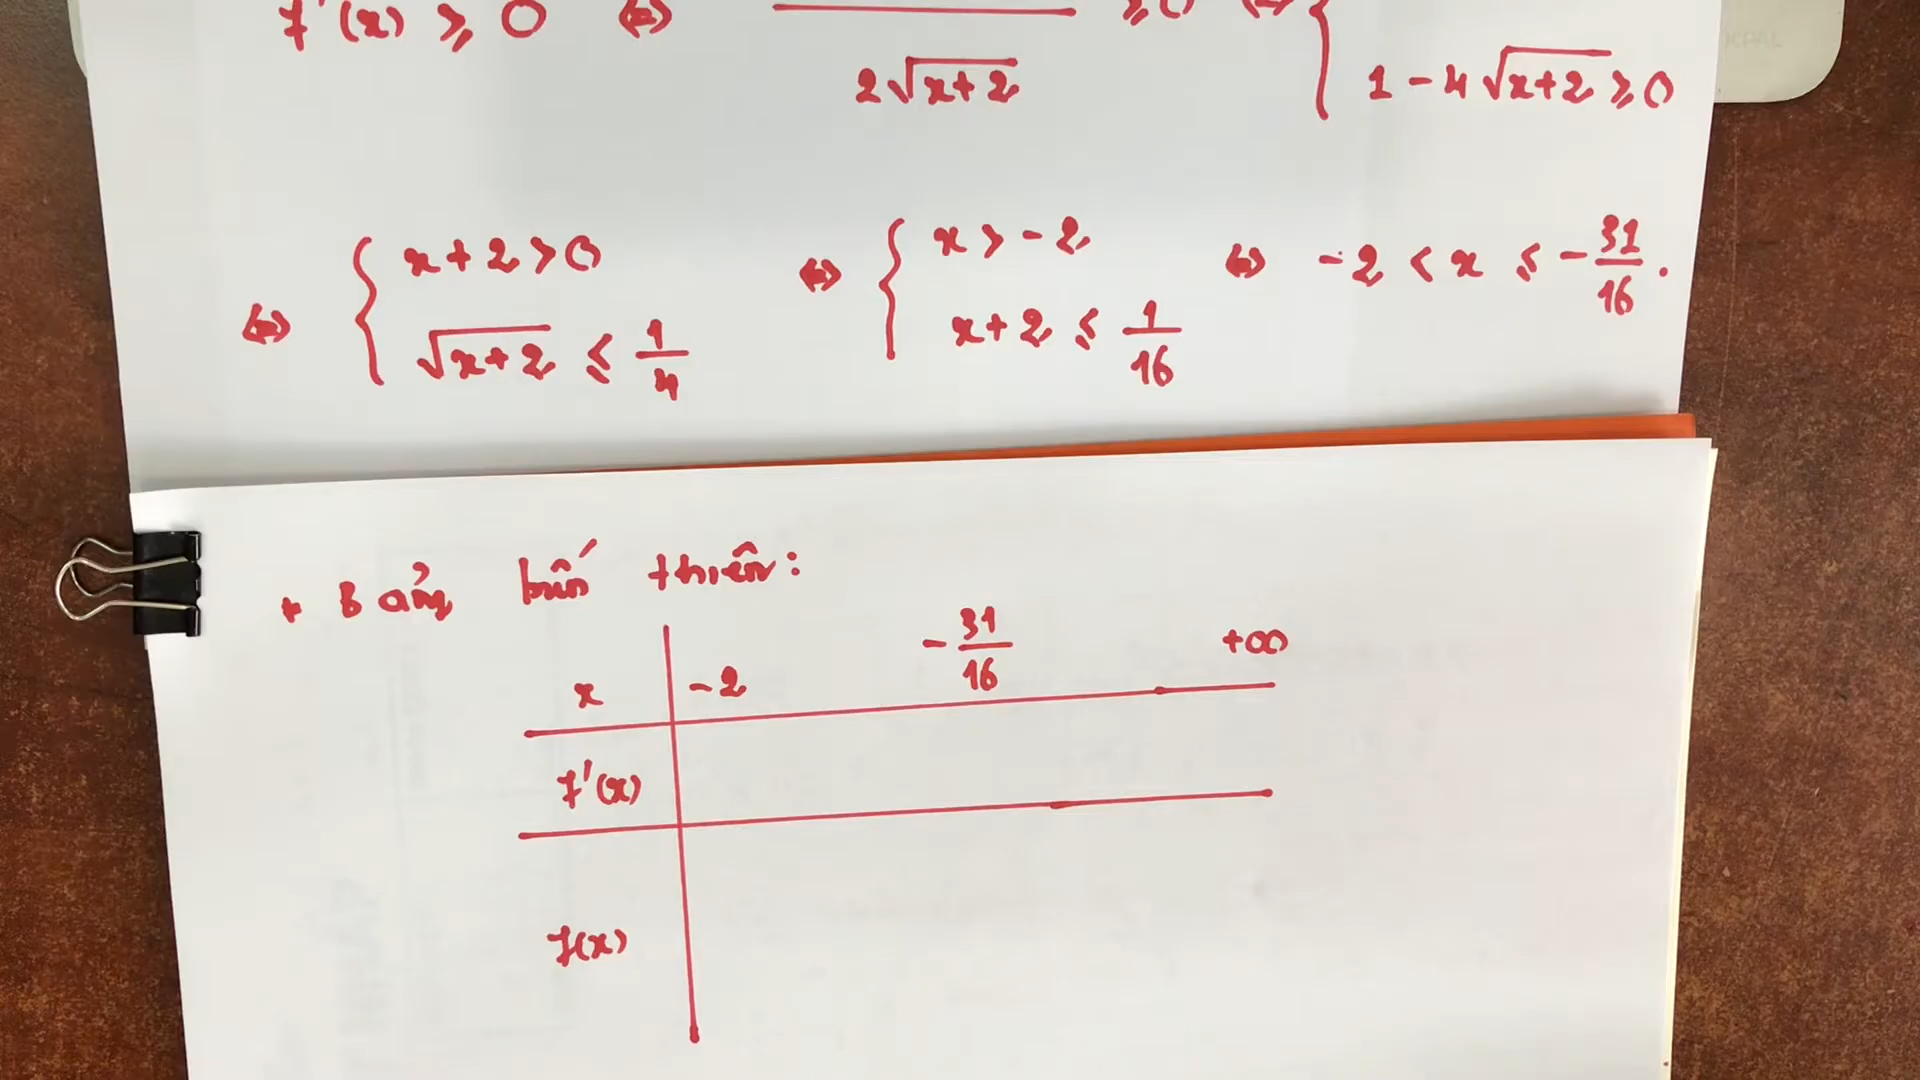 f'(x) ⩾ 0 ⇔ ⩾ 0 ⇔ {
2√(x+2)
1 - 4√(x+2) ⩾ 0
⇔ { x+2 > 0
√(x+2) ⩽ 1/4
⇔ { x > -2
x+2 ⩽ 1/16
⇔ -2 < x ⩽ -31/16.
+ Bảng biến thiên:
x | -2 -31/16 +∞
f'(x)
f(x)